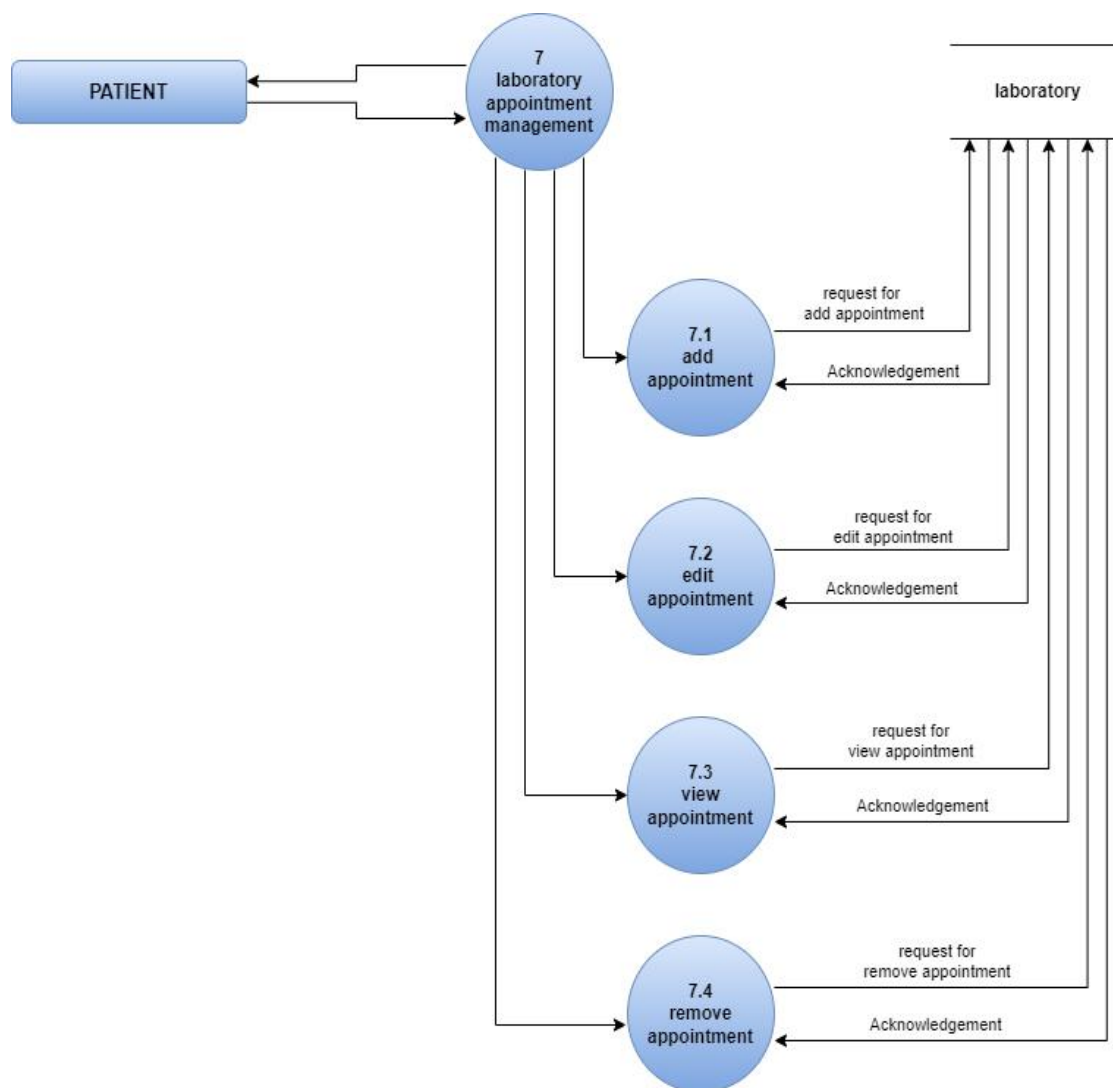 PATIENT
7
laboratory
appointment
management
laboratory
7.1
add
appointment
request for
add appointment
Acknowledgement
7.2
edit
appointment
request for
edit appointment
Acknowledgement
7.3
view
appointment
request for
view appointment
Acknowledgement
7.4
remove
appointment
request for
remove appointment
Acknowledgement